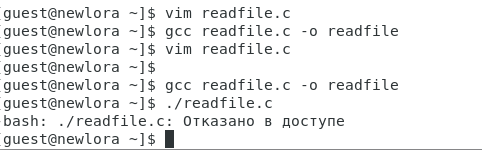 [guest@newlora ~]$ vim readfile.c
[guest@newlora ~]$ gcc readfile.c -o readfile
[guest@newlora ~]$ vim readfile.c
[guest@newlora ~]$
[guest@newlora ~]$ gcc readfile.c -o readfile
[guest@newlora ~]$ ./readfile.c
-bash: ./readfile.c: Отказано в доступе
[guest@newlora ~]$